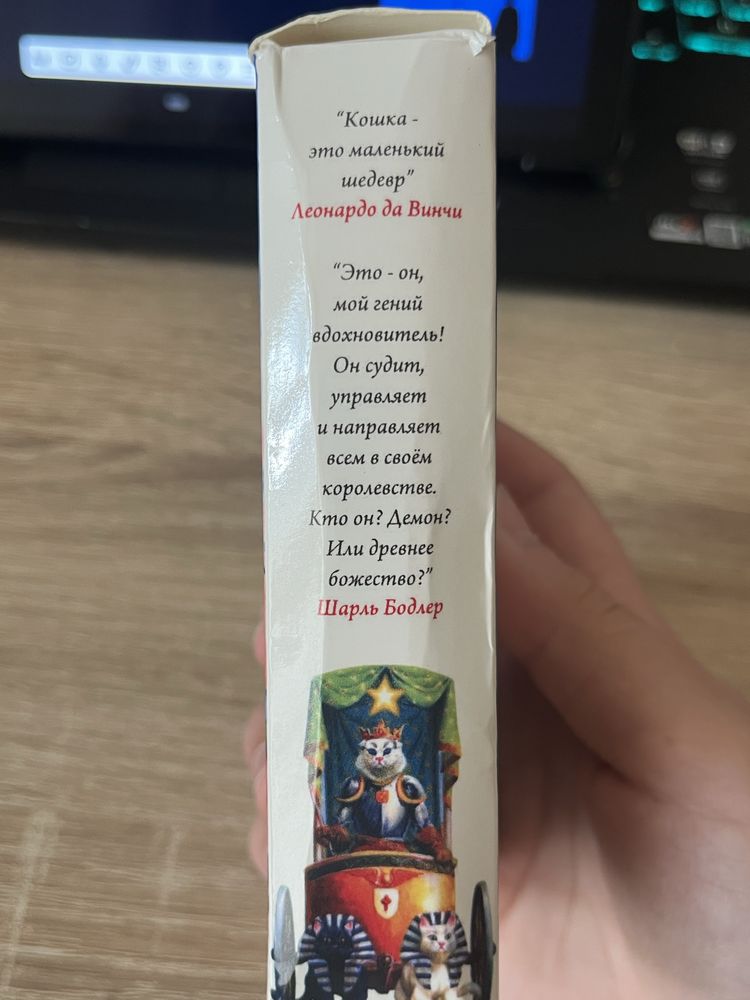 “Кошка -
это маленький
шедевр”
Леонардо да Винчи
“Это - он,
мой гений
вдохновитель!
Он судит,
управляет
и направляет
всем в своём
королевстве.
Кто он? Демон?
Или древнее
божество?”
Шарль Бодлер